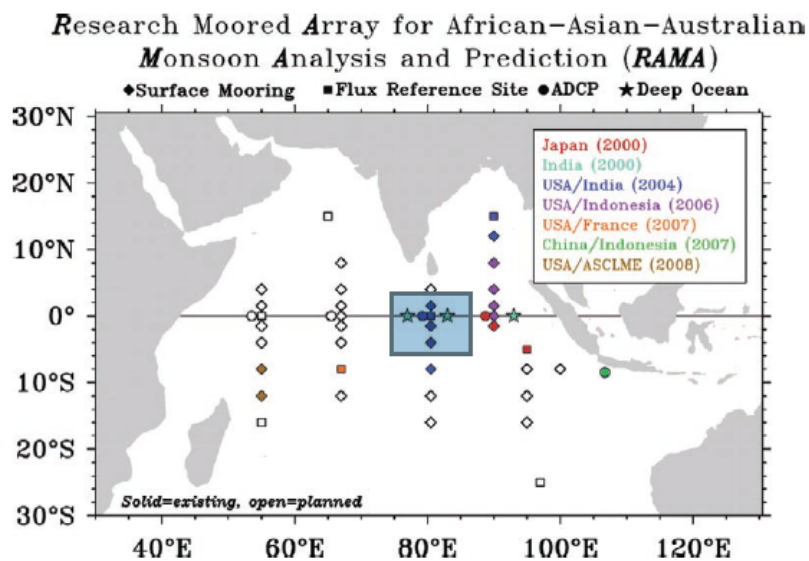 Research Moored Array for African-Asian-Australian
Monsoon Analysis and Prediction (RAMA)
◆Surface Mooring ■Flux Reference Site ●ADCP ★Deep Ocean
30°N
20°N
10°N
0°
10°S
20°S
30°S
Japan (2000)
India (2000)
USA/India (2004)
USA/Indonesia (2006)
USA/France (2007)
China/Indonesia (2007)
USA/ASCLME (2008)
Solid=existing, open=planned
40°E 60°E 80°E 100°E 120°E